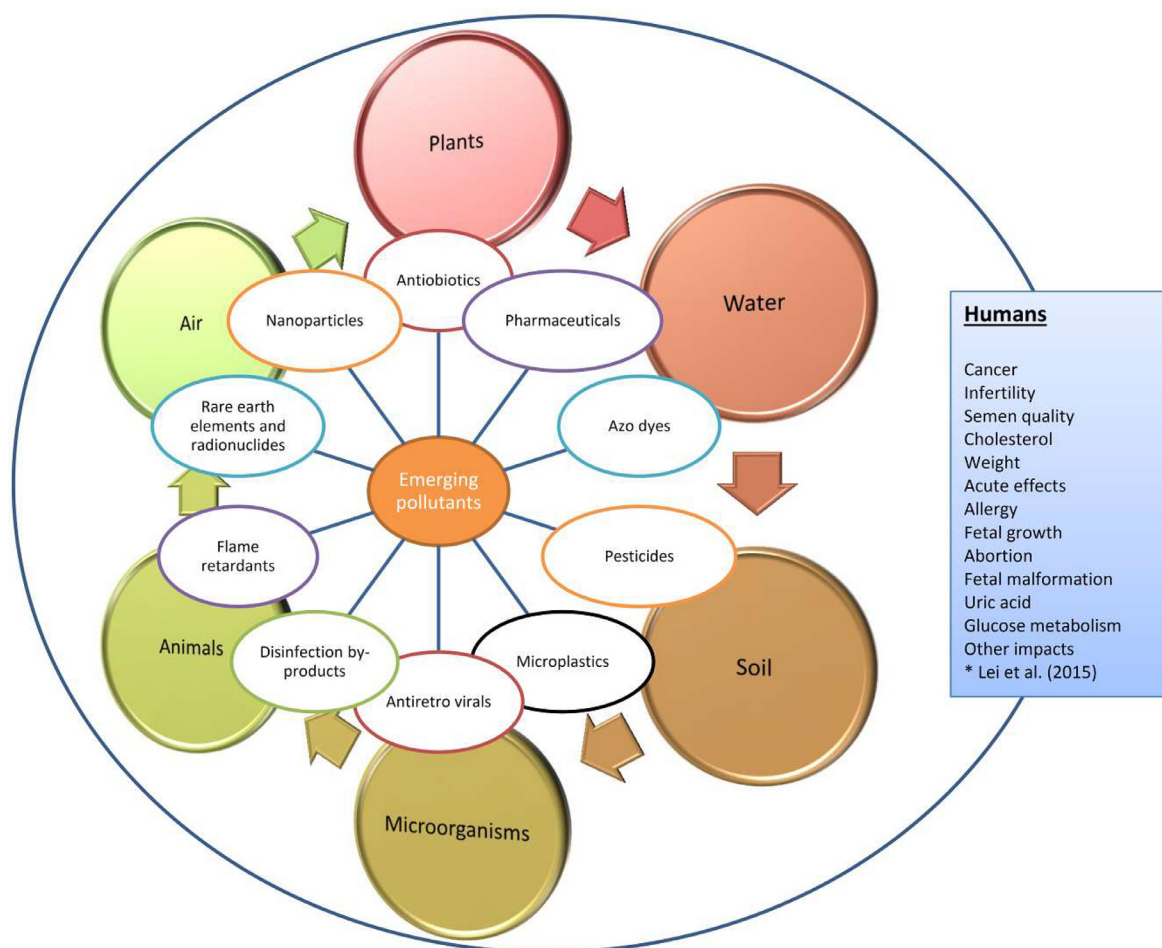 Plants
Antiobiotics
Pharmaceuticals
Water
Nanoparticles
Air
Rare earth
elements and
radionuclides
Azo dyes
Emerging
pollutants
Flame
retardants
Pesticides
Animals
Disinfection by-
products
Microplastics
Soil
Antiretro virals
Microorganisms
Humans
Cancer
Infertility
Semen quality
Cholesterol
Weight
Acute effects
Allergy
Fetal growth
Abortion
Fetal malformation
Uric acid
Glucose metabolism
Other impacts
* Lei et al. (2015)